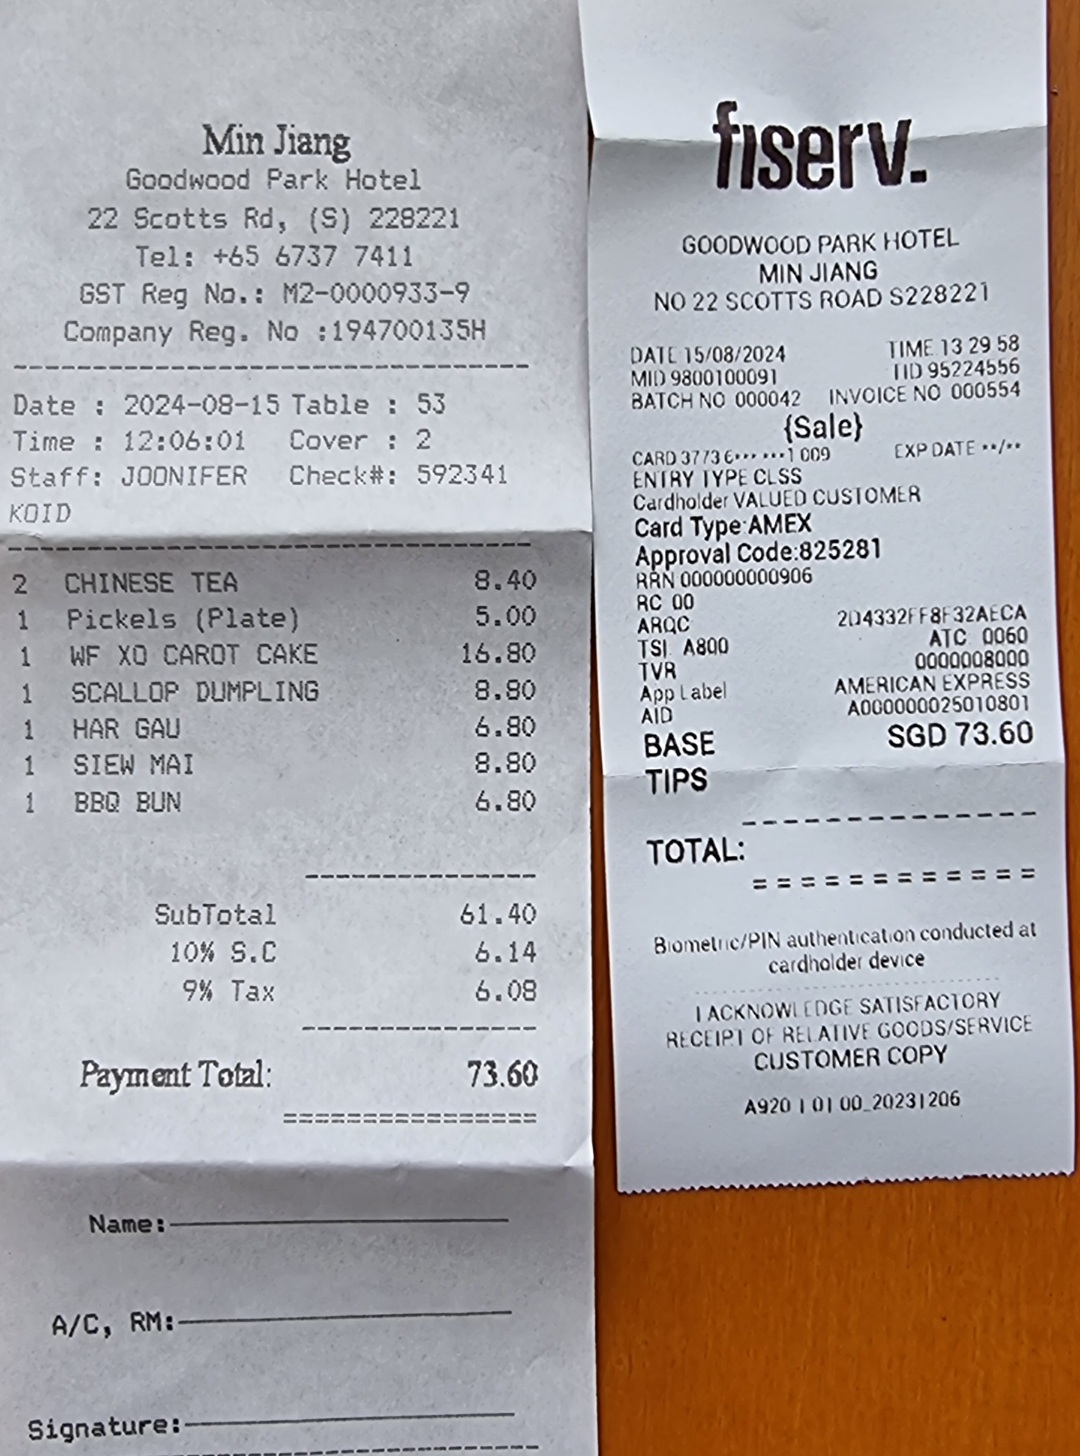 Min Jiang
Goodwood Park Hotel
22 Scotts Rd, (S) 228221
Tel: +65 6737 7411
GST Reg No.: M2-0000933-9
Company Reg. No :194700135H
Date : 2024-08-15 Table : 53
Time : 12:06:01 Cover : 2
Staff: JOONIFER Check#: 592341
KOID
2 CHINESE TEA 8.40
1 Pickels (Plate) 5.00
1 WF XO CAROT CAKE 16.80
1 SCALLOP DUMPLING 8.80
1 HAR GAU 6.80
1 SIEW MAI 8.80
1 BBQ BUN 6.80
SubTotal 61.40
10% S.C 6.14
9% Tax 6.08
Payment Total: 73.60
Name:
A/C, RM:
Signature:
fiserv.
GOODWOOD PARK HOTEL
MIN JIANG
NO 22 SCOTTS ROAD S228221
DATE 15/08/2024 TIME 13 29 58
MID 9800100091 TID 95224556
BATCH NO 000042 INVOICE NO 000554
{Sale}
CARD 37736*** ***1009 EXP DATE **/**
ENTRY TYPE CLSS
Cardholder VALUED CUSTOMER
Card Type:AMEX
Approval Code:825281
RRN 000000000906
RC 00
ARQC 2D4332FF8F32AECA
TSI A800 ATC 0060
TVR 0000008000
App Label AMERICAN EXPRESS
AID A000000025010801
BASE SGD 73.60
TIPS
TOTAL:
Biometric/PIN authentication conducted at
cardholder device
I ACKNOWLEDGE SATISFACTORY
RECEIPT OF RELATIVE GOODS/SERVICE
CUSTOMER COPY
A920 | 01 00_20231206